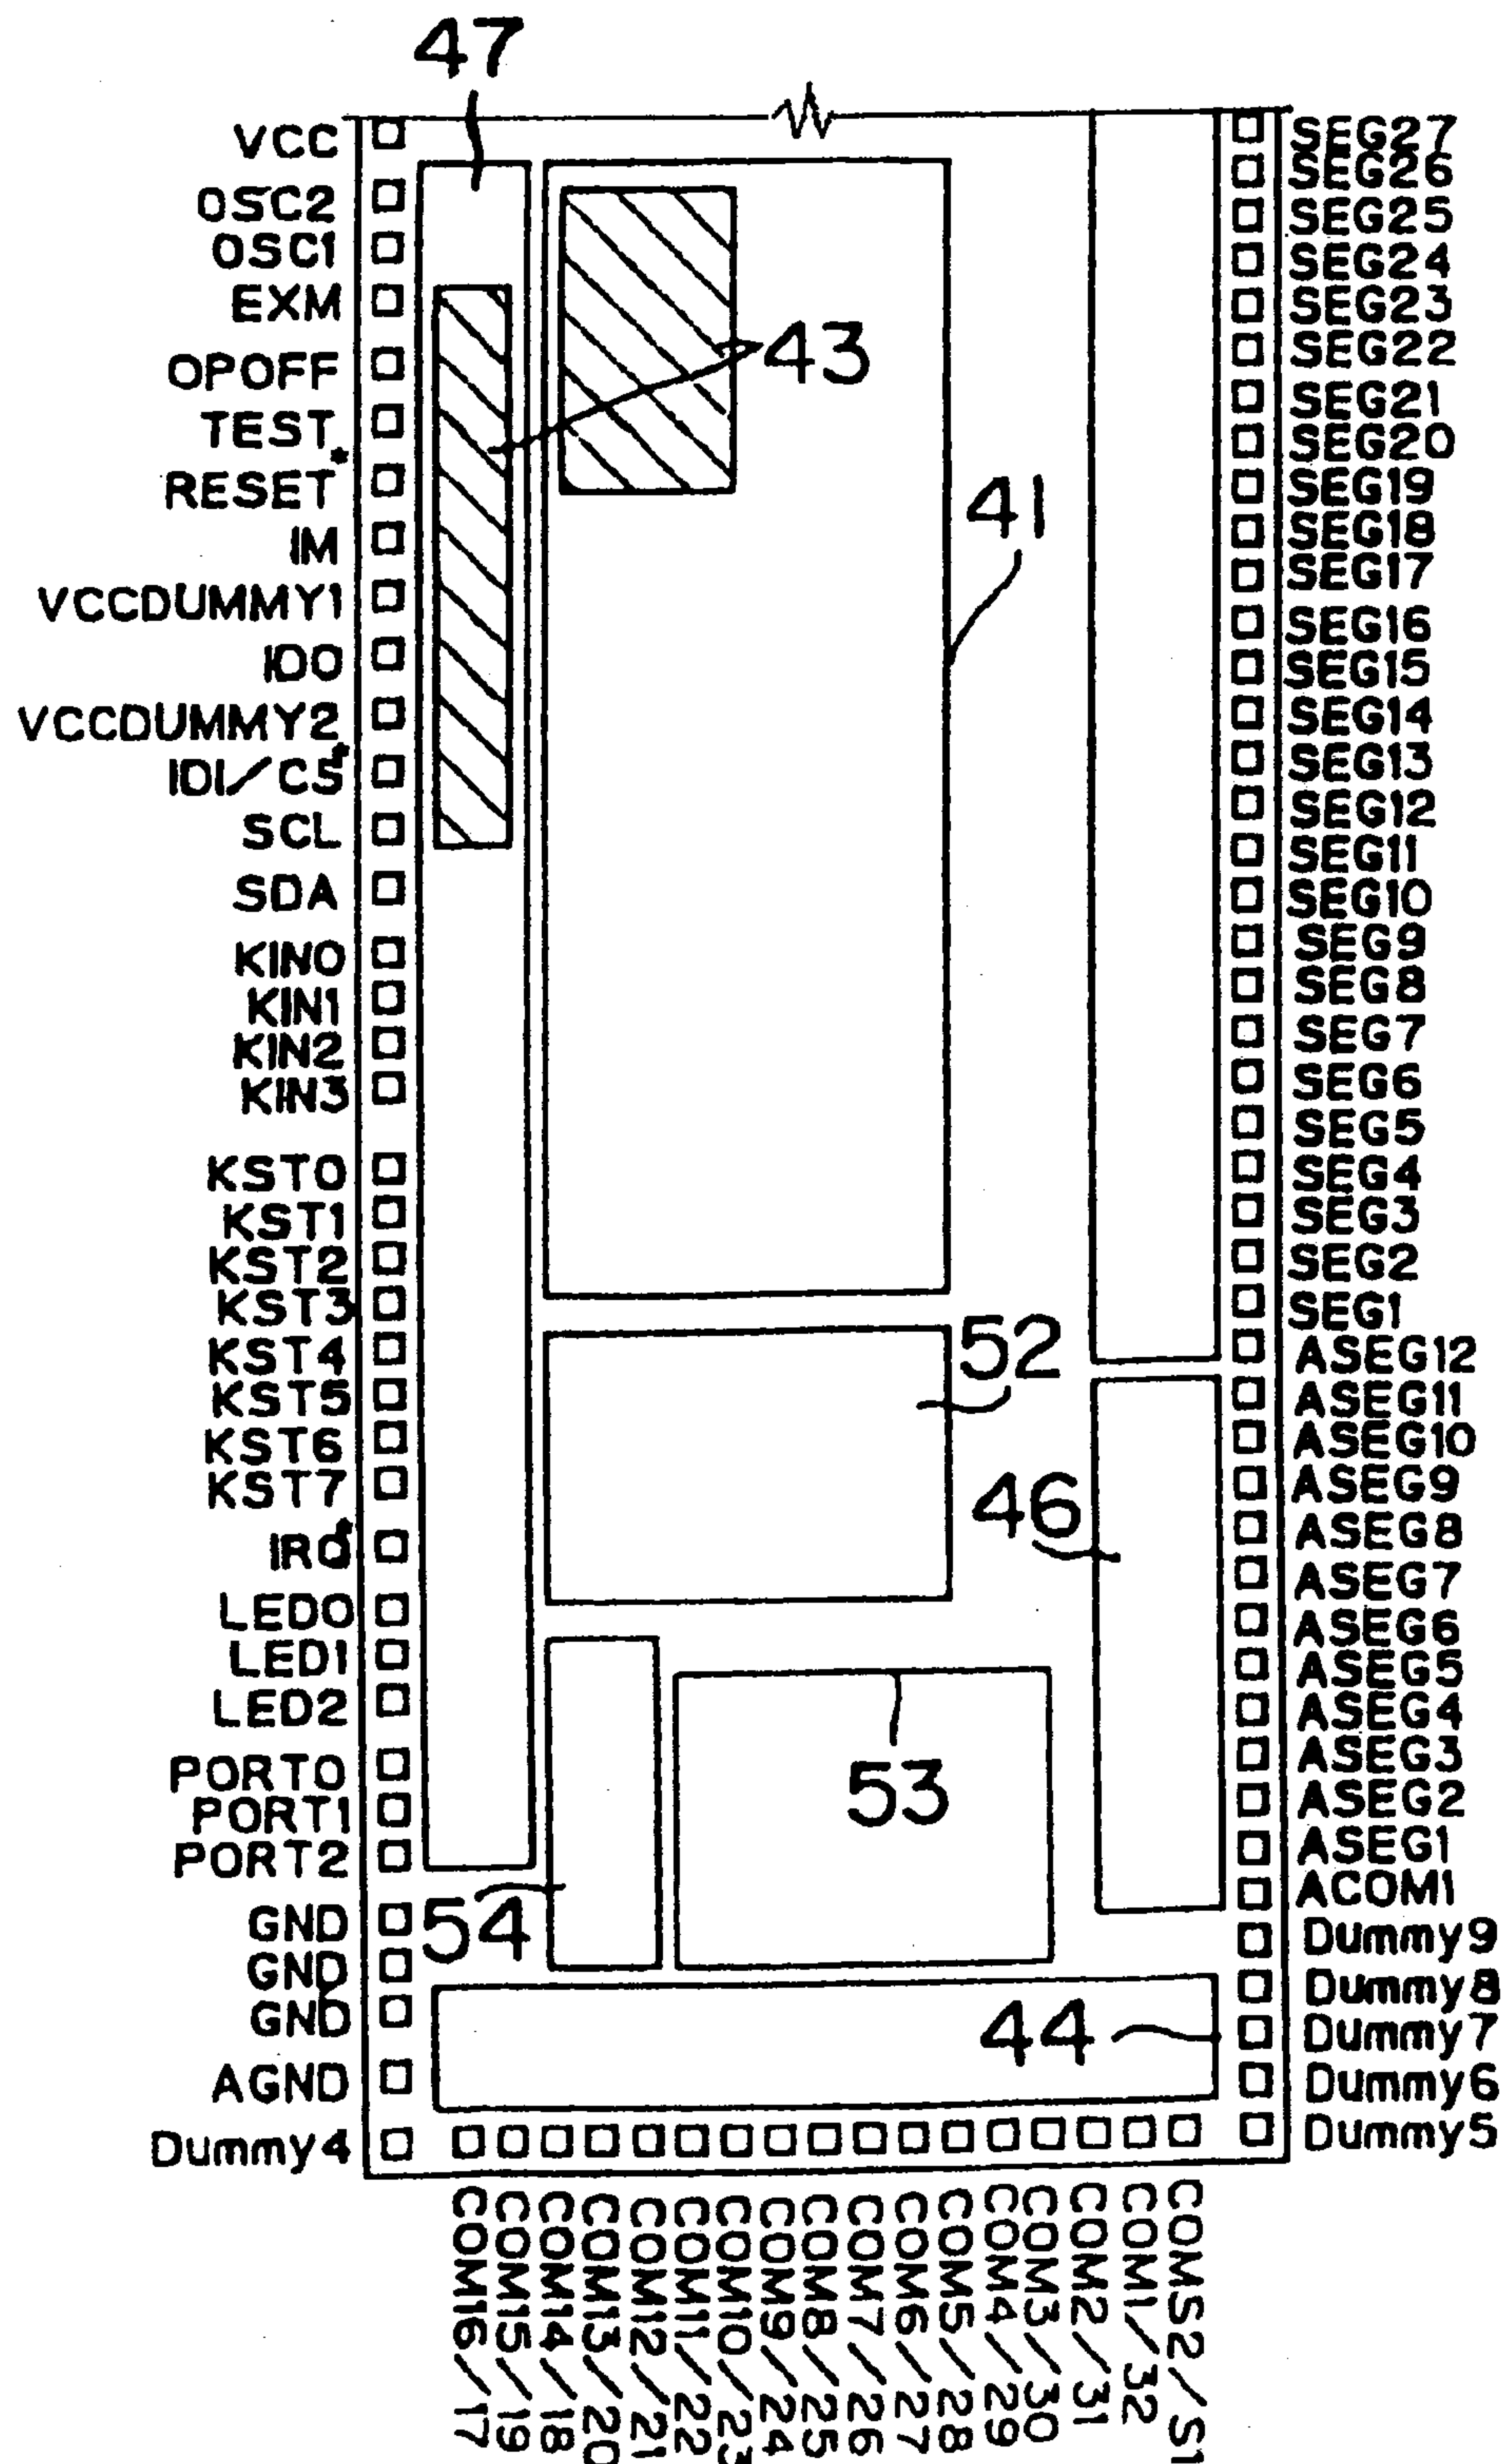 47
VCC
OSC2
OSC1
EXM
OPOFF
TEST
RESET*
IM
VCCDUMMY1
ID0
VCCDUMMY2
ID1/CS*
SCL
SDA
KIN0
KIN1
KIN2
KIN3
KST0
KST1
KST2
KST3
KST4
KST5
KST6
KST7
IRQ*
LED0
LED1
LED2
PORT0
PORT1
PORT2
GND
GND
GND
AGND
Dummy4
43
41
52
46
53
54
44
SEG27
SEG26
SEG25
SEG24
SEG23
SEG22
SEG21
SEG20
SEG19
SEG18
SEG17
SEG16
SEG15
SEG14
SEG13
SEG12
SEG11
SEG10
SEG9
SEG8
SEG7
SEG6
SEG5
SEG4
SEG3
SEG2
SEG1
ASEG12
ASEG11
ASEG10
ASEG9
ASEG8
ASEG7
ASEG6
ASEG5
ASEG4
ASEG3
ASEG2
ASEG1
ACOM1
Dummy9
Dummy8
Dummy7
Dummy6
Dummy5
COM16/17
COM15/19
COM14/18
COM13/20
COM12/21
COM11/22
COM10/23
COM9/24
COM8/25
COM7/26
COM6/27
COM5/28
COM4/29
COM3/30
COM2/31
COM1/32
COMS2/S1